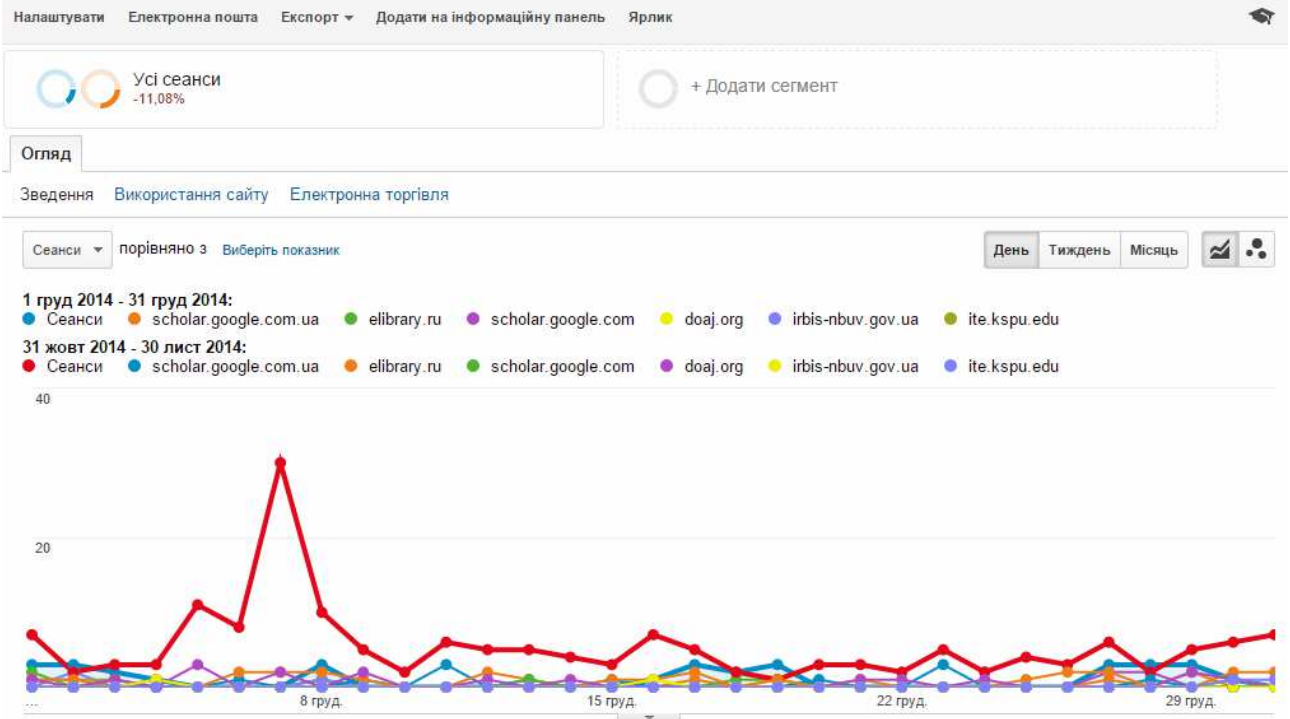 Налаштувати Електронна пошта Експорт Додати на інформаційну панель Ярлик
Усі сеанси
-11,08%
+ Додати сегмент
Огляд
Зведення Використання сайту Електронна торгівля
Сеанси порівняно з Виберіть показник День Тиждень Місяць
1 груд 2014 - 31 груд 2014:
Сеанси scholar.google.com.ua elibrary.ru scholar.google.com doaj.org irbis-nbuv.gov.ua ite.kspu.edu
31 жовт 2014 - 30 лист 2014:
Сеанси scholar.google.com.ua elibrary.ru scholar.google.com doaj.org irbis-nbuv.gov.ua ite.kspu.edu
40
20
... 8 груд. 15 груд. 22 груд. 29 груд.